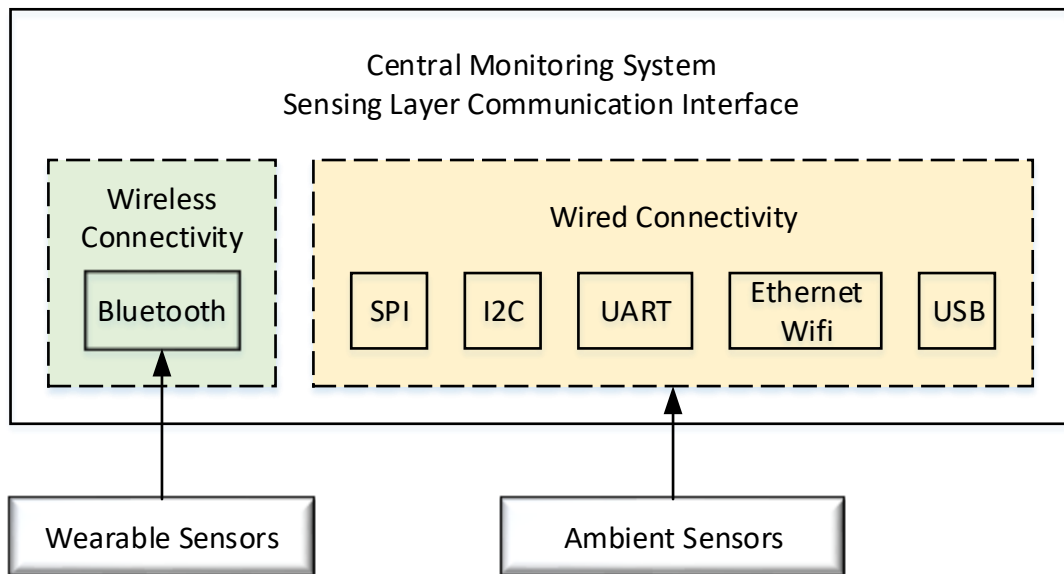 Central Monitoring System
Sensing Layer Communication Interface
Wireless
Connectivity
Wired Connectivity
Bluetooth
SPI
I2C
UART
Ethernet
Wifi
USB
Wearable Sensors
Ambient Sensors